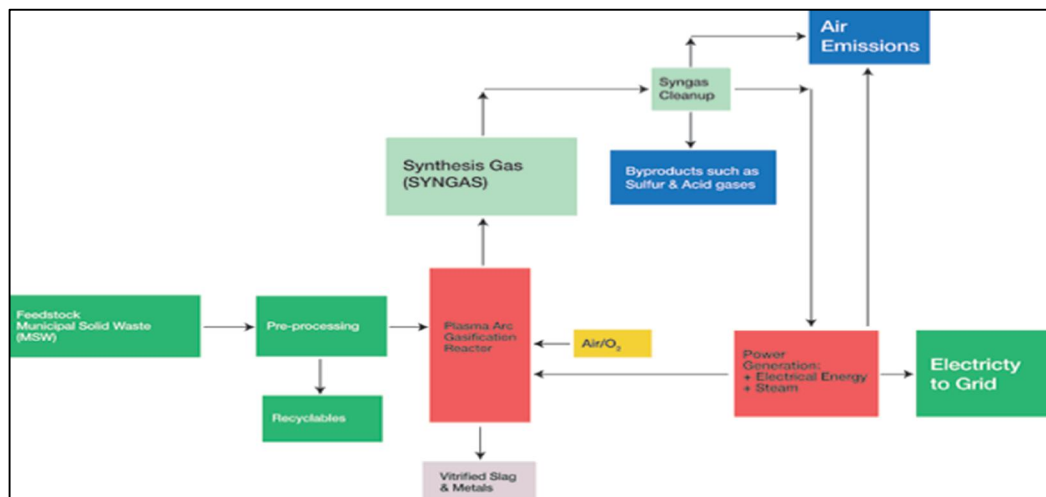 Air
Emissions
Syngas
Cleanup
Synthesis Gas
(SYNGAS)
Byproducts such as
Sulfur & Acid gases
Feedstock
Municipal Solid Waste
(MSW)
Pre-processing
Plasma Arc
Gasification
Reactor
Air/O₂
Power
Generation:
+ Electrical Energy
+ Steam
Electricty
to Grid
Recyclables
Vitrified Slag
& Metals